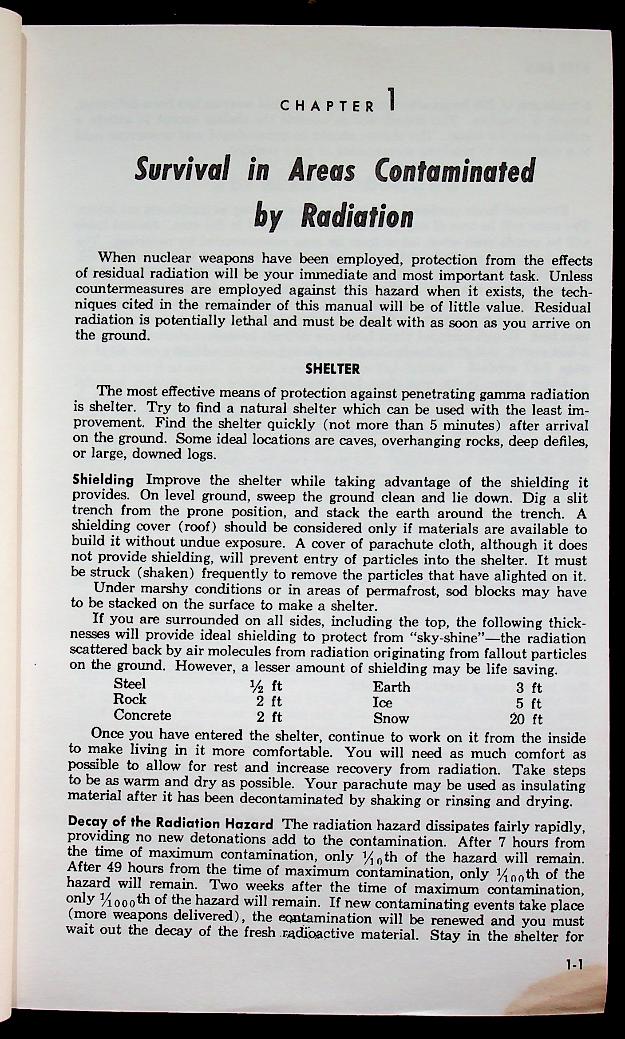 CHAPTER 1
Survival in Areas Contaminated
by Radiation
When nuclear weapons have been employed, protection from the effects
of residual radiation will be your immediate and most important task. Unless
countermeasures are employed against this hazard when it exists, the tech-
niques cited in the remainder of this manual will be of little value. Residual
radiation is potentially lethal and must be dealt with as soon as you arrive on
the ground.
SHELTER
The most effective means of protection against penetrating gamma radiation
is shelter. Try to find a natural shelter which can be used with the least im-
provement. Find the shelter quickly (not more than 5 minutes) after arrival
on the ground. Some ideal locations are caves, overhanging rocks, deep defiles,
or large, downed logs.
Shielding Improve the shelter while taking advantage of the shielding it
provides. On level ground, sweep the ground clean and lie down. Dig a slit
trench from the prone position, and stack the earth around the trench. A
shielding cover (roof) should be considered only if materials are available to
build it without undue exposure. A cover of parachute cloth, although it does
not provide shielding, will prevent entry of particles into the shelter. It must
be struck (shaken) frequently to remove the particles that have alighted on it.
Under marshy conditions or in areas of permafrost, sod blocks may have
to be stacked on the surface to make a shelter.
If you are surrounded on all sides, including the top, the following thick-
nesses will provide ideal shielding to protect from "sky-shine"—the radiation
scattered back by air molecules from radiation originating from fallout particles
on the ground. However, a lesser amount of shielding may be life saving.
Steel ½ ft Earth 3 ft
Rock 2 ft Ice 5 ft
Concrete 2 ft Snow 20 ft
Once you have entered the shelter, continue to work on it from the inside
to make living in it more comfortable. You will need as much comfort as
possible to allow for rest and increase recovery from radiation. Take steps
to be as warm and dry as possible. Your parachute may be used as insulating
material after it has been decontaminated by shaking or rinsing and drying.
Decay of the Radiation Hazard The radiation hazard dissipates fairly rapidly,
providing no new detonations add to the contamination. After 7 hours from
the time of maximum contamination, only 1/10th of the hazard will remain.
After 49 hours from the time of maximum contamination, only 1/100th of the
hazard will remain. Two weeks after the time of maximum contamination,
only 1/1000th of the hazard will remain. If new contaminating events take place
(more weapons delivered), the contamination will be renewed and you must
wait out the decay of the fresh radioactive material. Stay in the shelter for
1-1